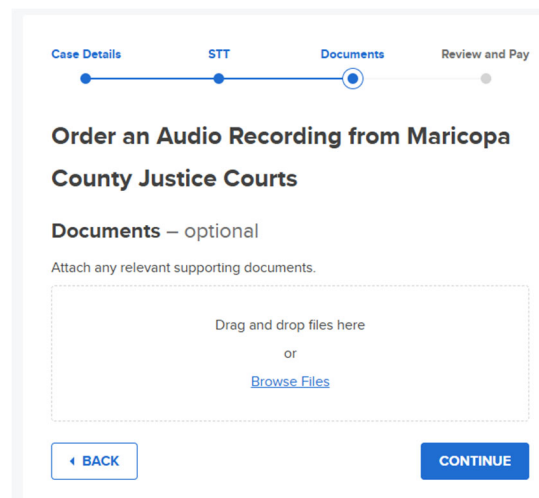 Case Details STT Documents Review and Pay
Order an Audio Recording from Maricopa
County Justice Courts
Documents – optional
Attach any relevant supporting documents.
Drag and drop files here
or
Browse Files
BACK CONTINUE